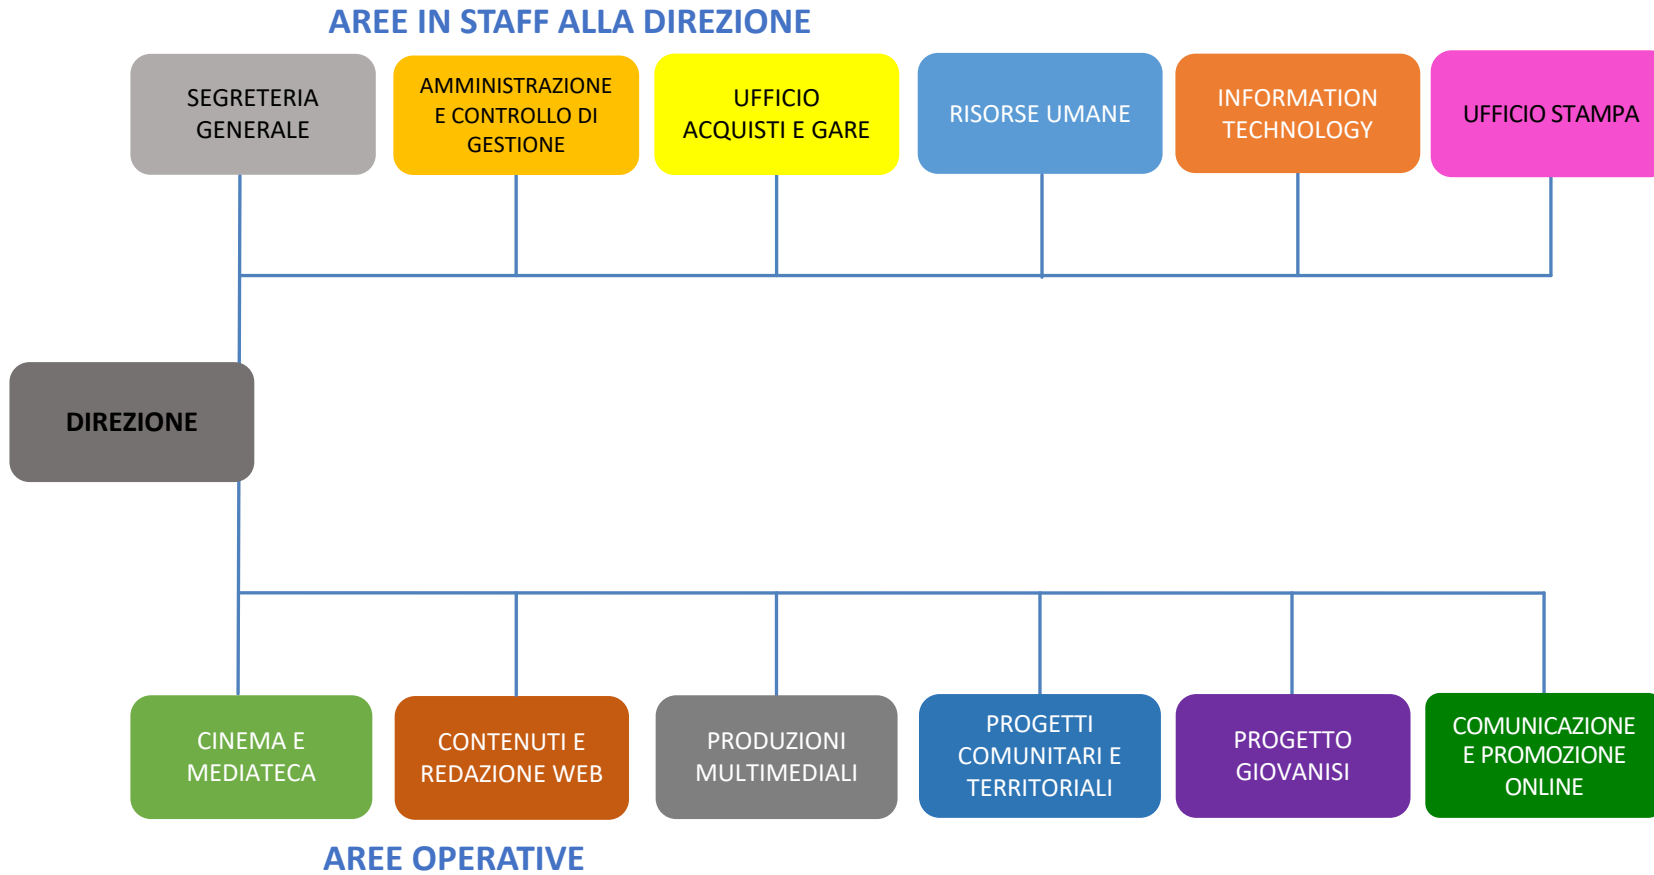 AREE IN STAFF ALLA DIREZIONE
SEGRETERIA
GENERALE
AMMINISTRAZIONE
E CONTROLLO DI
GESTIONE
UFFICIO
ACQUISTI E GARE
RISORSE UMANE
INFORMATION
TECHNOLOGY
UFFICIO STAMPA
DIREZIONE
CINEMA E
MEDIATECA
CONTENUTI E
REDAZIONE WEB
PRODUZIONI
MULTIMEDIALI
PROGETTI
COMUNITARI E
TERRITORIALI
PROGETTO
GIOVANISI
COMUNICAZIONE
E PROMOZIONE
ONLINE
AREE OPERATIVE